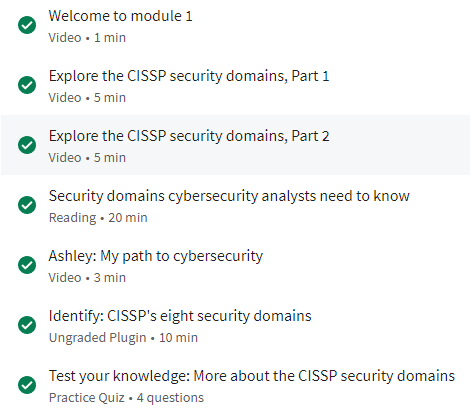 Welcome to module 1
Video • 1 min
Explore the CISSP security domains, Part 1
Video • 5 min
Explore the CISSP security domains, Part 2
Video • 5 min
Security domains cybersecurity analysts need to know
Reading • 20 min
Ashley: My path to cybersecurity
Video • 3 min
Identify: CISSP's eight security domains
Ungraded Plugin • 10 min
Test your knowledge: More about the CISSP security domains
Practice Quiz • 4 questions